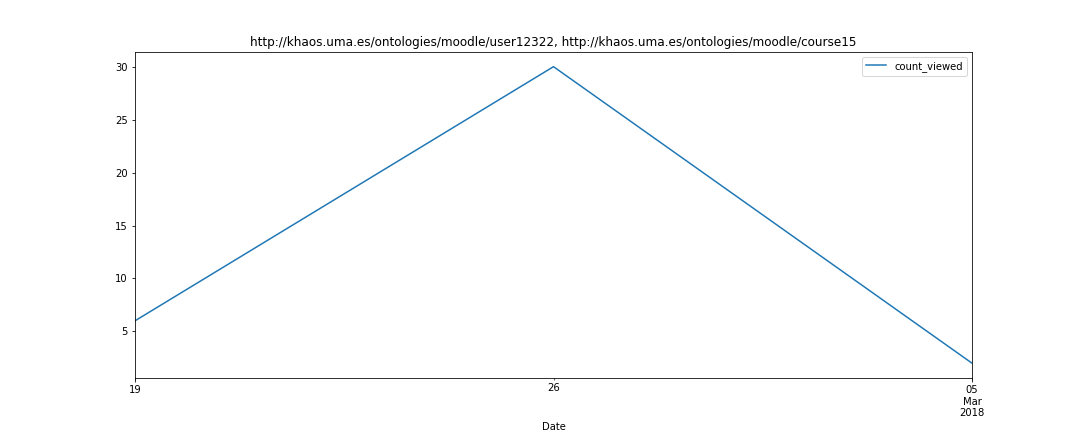 http://khaos.uma.es/ontologies/moodle/user12322, http://khaos.uma.es/ontologies/moodle/course15
count_viewed
30
25
20
15
10
5
19
26
05
Mar
2018
Date